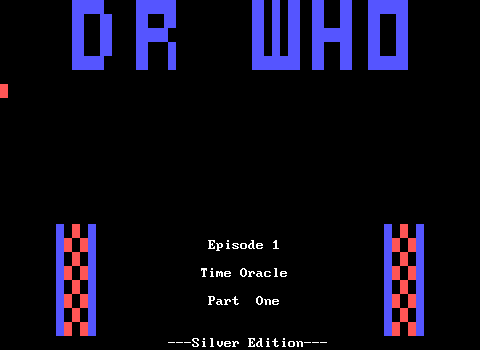 DR WHO
Episode 1
Time Oracle
Part  One
---Silver Edition---